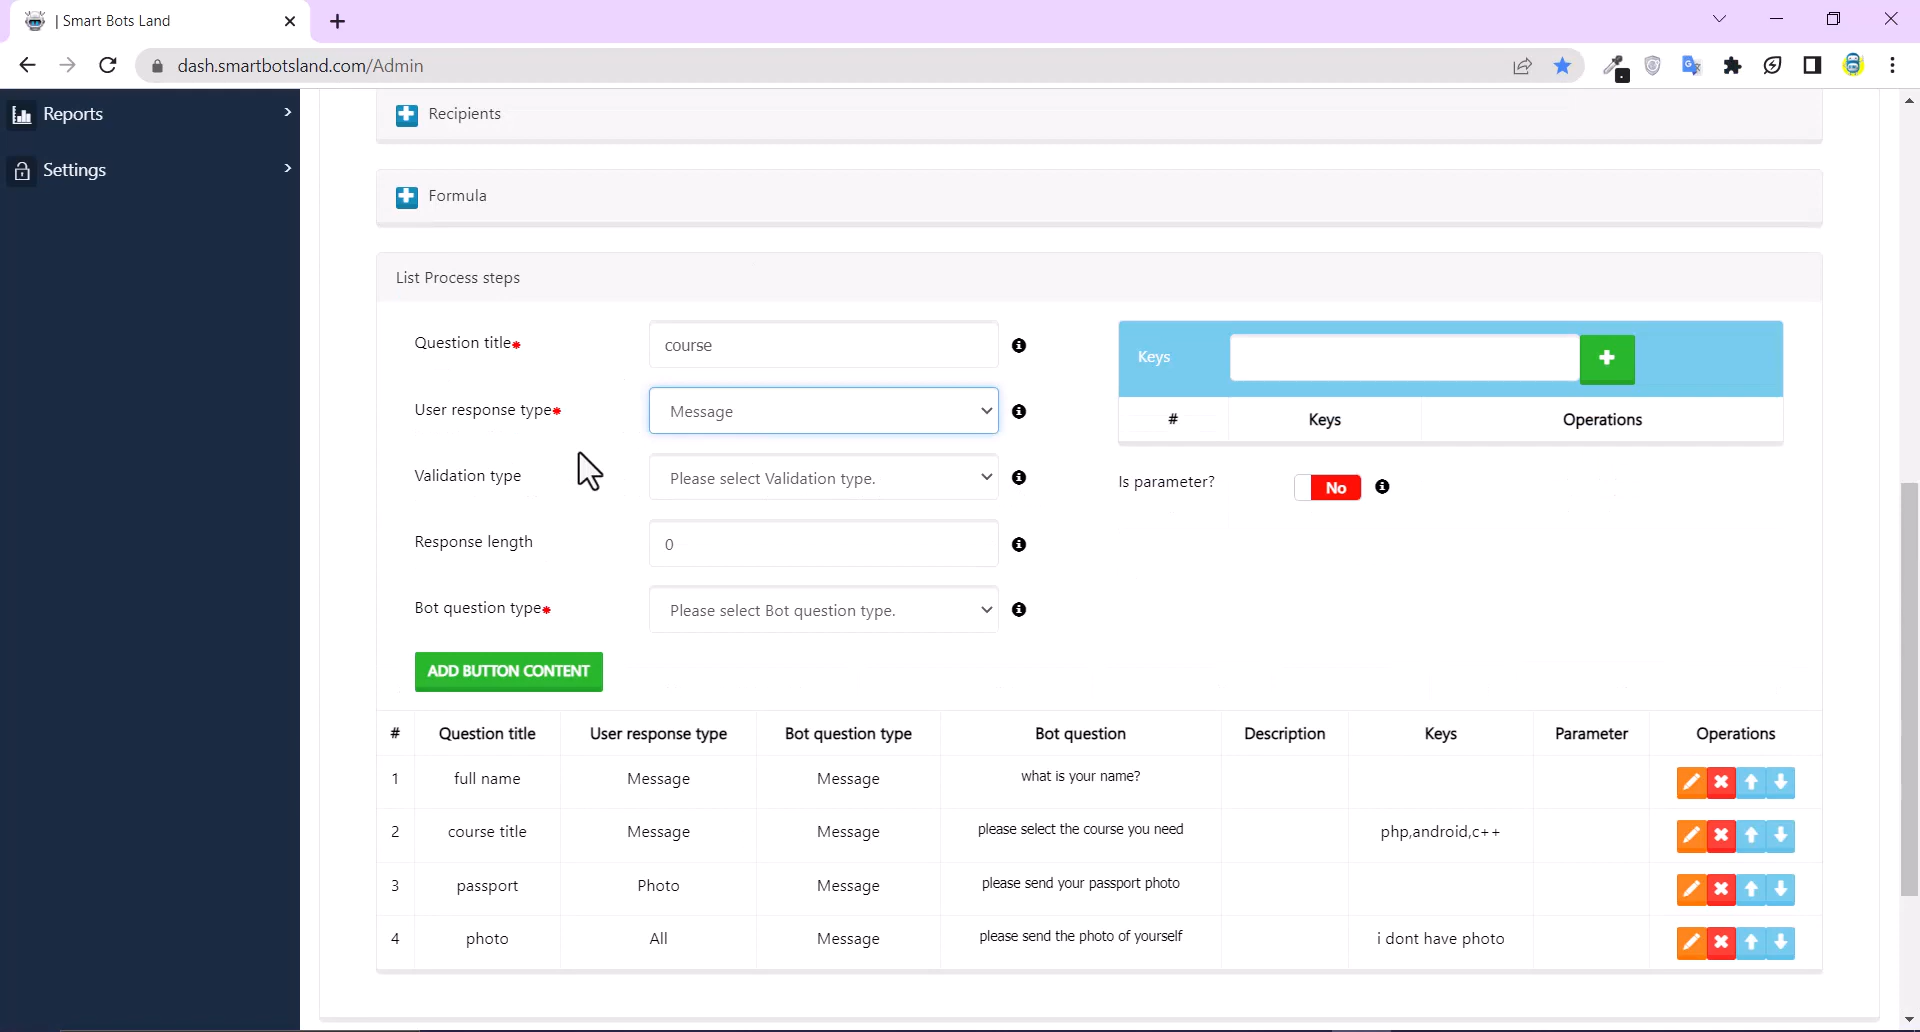 | Smart Bots Land
dash.smartbotsland.com/Admin
Reports
Settings
Recipients
Formula
List Process steps
Question title*
course
User response type*
Message
Validation type
Please select Validation type.
Response length
0
Bot question type*
Please select Bot question type.
Keys
# Keys Operations
Is parameter?
No
ADD BUTTON CONTENT
# Question title User response type Bot question type Bot question Description Keys Parameter Operations
1 full name Message Message what is your name?
2 course title Message Message please select the course you need php,android,c++
3 passport Photo Message please send your passport photo
4 photo All Message please send the photo of yourself i dont have photo